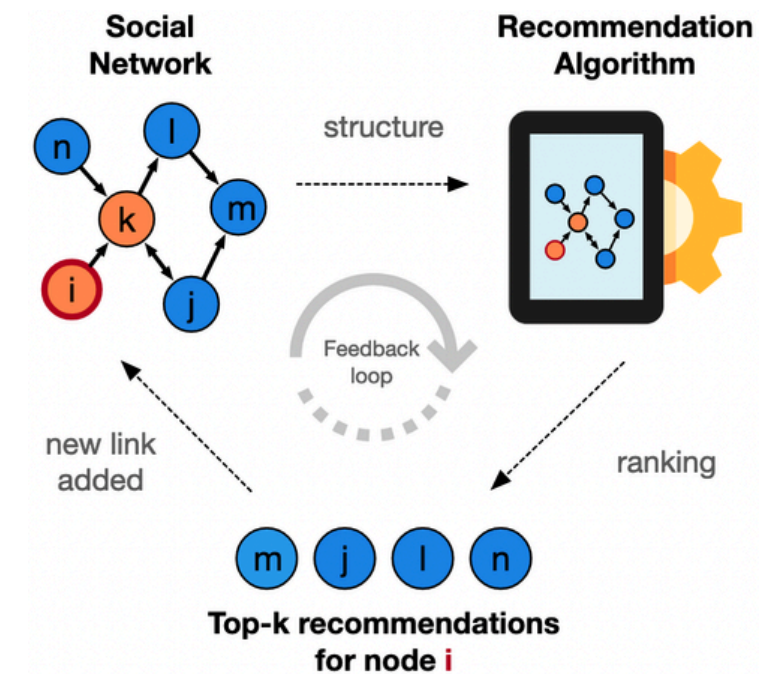 Social
Network
Recommendation
Algorithm
n
l
k
m
i
j
structure
Feedback
loop
new link
added
ranking
m j l n
Top-k recommendations
for node i